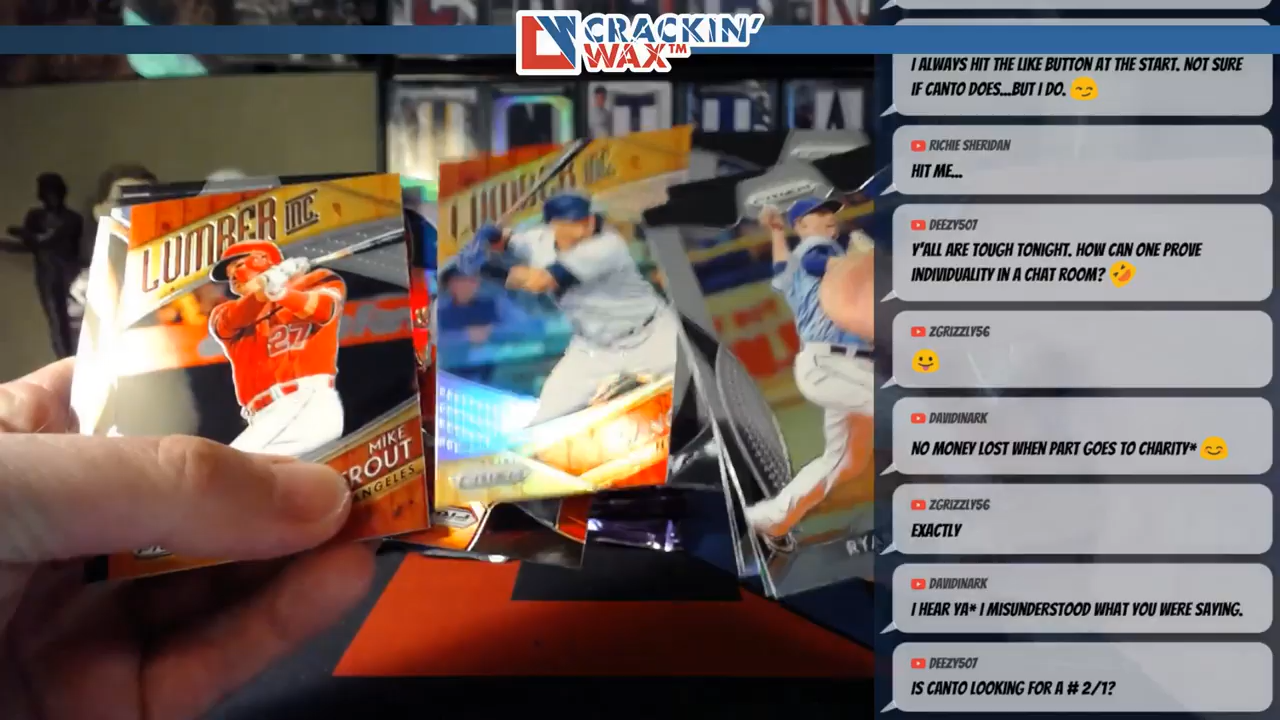 CRACKIN'
WAX™
LUMBER INC.
27
MIKE
TROUT
ANGELES
LUMBER INC.
I ALWAYS HIT THE LIKE BUTTON AT THE START. NOT SURE
IF CANTO DOES...BUT I DO. 😏
RICHIE SHERIDAN
HIT ME...
DEEZY507
Y'ALL ARE TOUGH TONIGHT. HOW CAN ONE PROVE
INDIVIDUALITY IN A CHAT ROOM? 🤣
ZGRIZZLY56
😛
DAVIDINARK
NO MONEY LOST WHEN PART GOES TO CHARITY* 😊
ZGRIZZLY56
EXACTLY
DAVIDINARK
I HEAR YA* I MISUNDERSTOOD WHAT YOU WERE SAYING.
DEEZY507
IS CANTO LOOKING FOR A # 2/1?